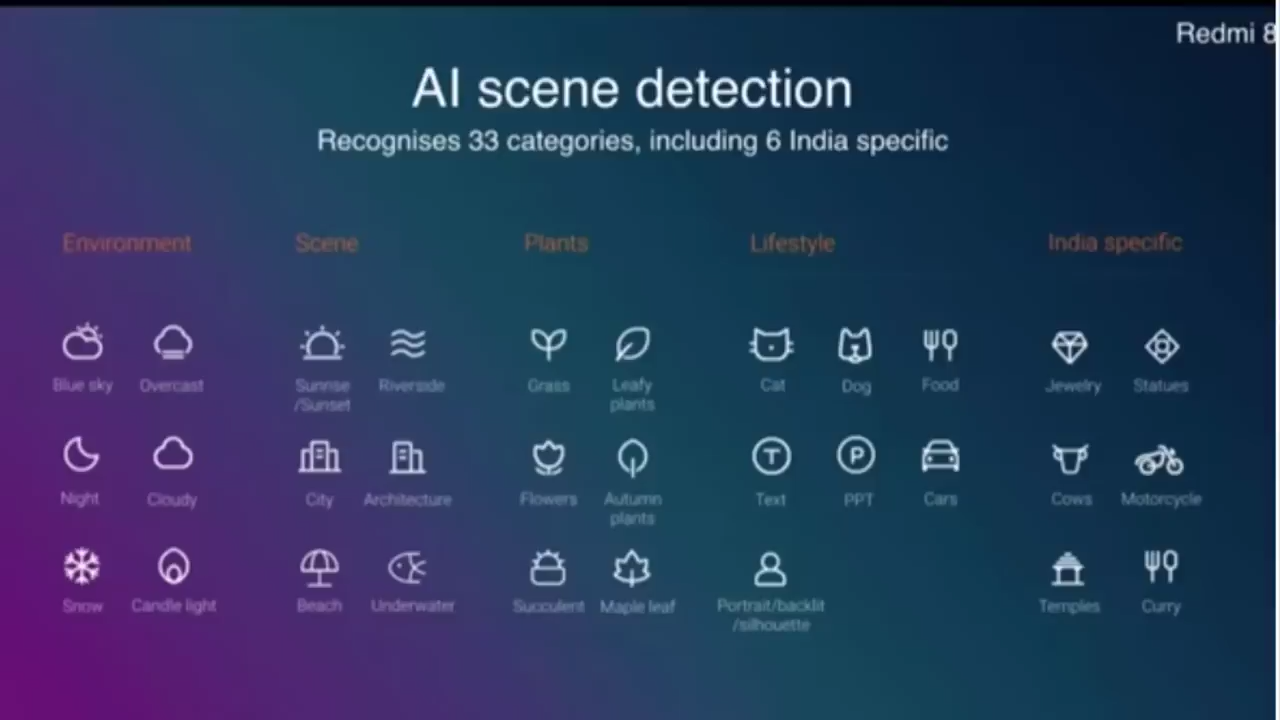 Redmi 8
AI scene detection
Recognises 33 categories, including 6 India specific
Environment
Scene
Plants
Lifestyle
India specific
Blue sky
Overcast
Sunrise
/Sunset
Riverside
Grass
Leafy
plants
Cat
Dog
Food
Jewelry
Statues
Night
Cloudy
City
Architecture
Flowers
Autumn
plants
T
Text
P
PPT
Cars
Cows
Motorcycle
Snow
Candle light
Beach
Underwater
Succulent
Maple leaf
Portrait/backlit
/silhouette
Temples
Curry